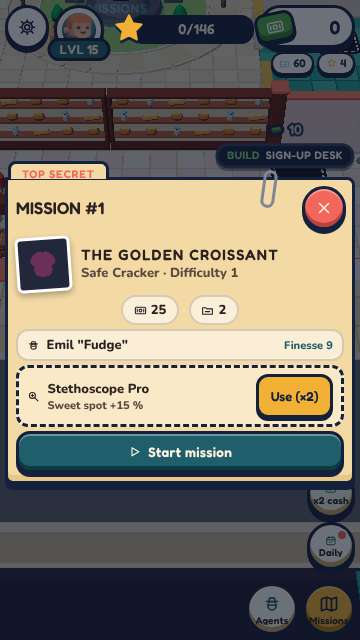 MISSIONS
LVL 15
0/146
0
60
4
10
BUILD SIGN-UP DESK
TOP SECRET
MISSION #1
THE GOLDEN CROISSANT
Safe Cracker · Difficulty 1
25
2
Emil "Fudge"
Finesse 9
Stethoscope Pro
Sweet spot +15 %
Use (x2)
Start mission
x2 cash
Daily
Agents
Missions